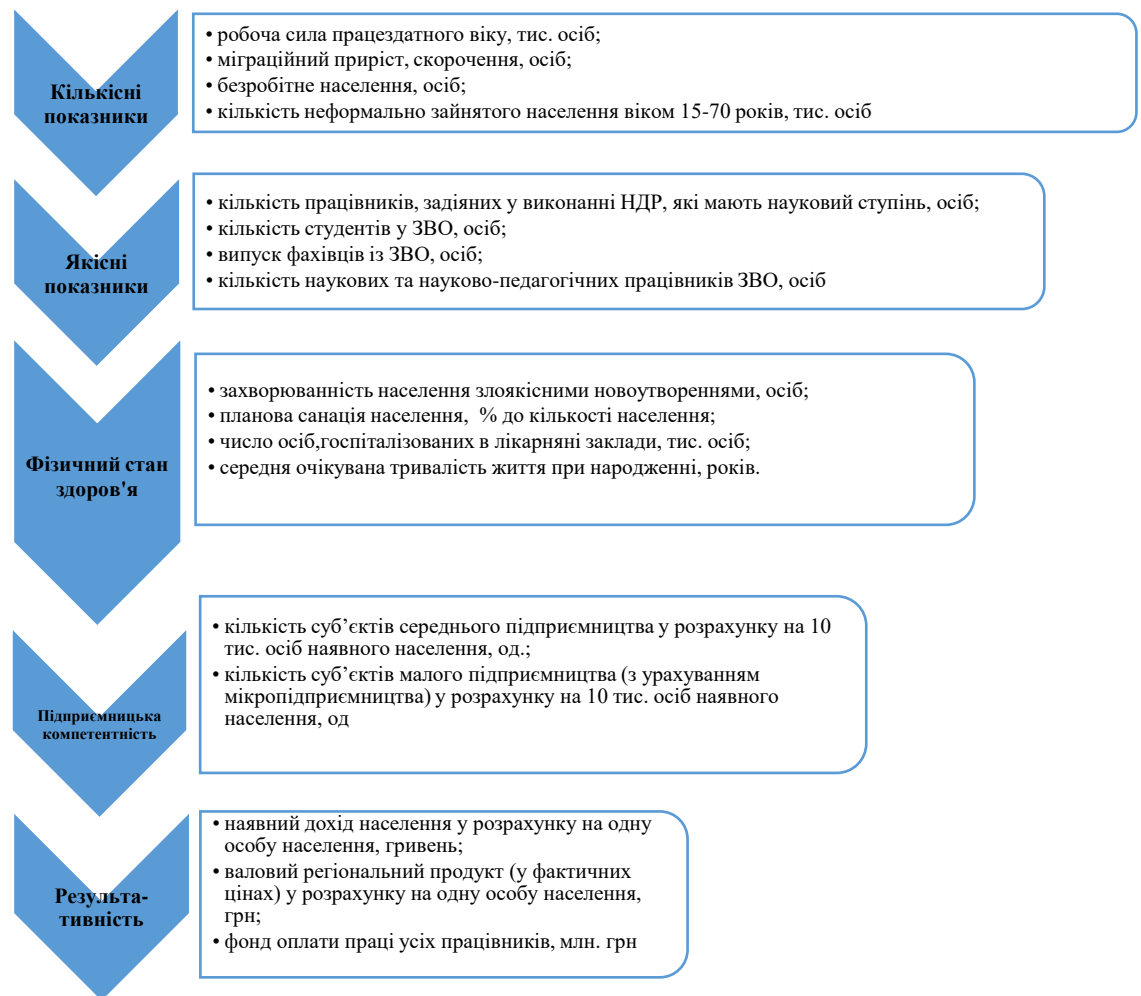 Кількісні
показники
• робоча сила працездатного віку, тис. осіб;
• міграційний приріст, скорочення, осіб;
• безробітне населення, осіб;
• кількість неформально зайнятого населення віком 15-70 років, тис. осіб
Якісні
показники
• кількість працівників, задіяних у виконанні НДР, які мають науковий ступінь, осіб;
• кількість студентів у ЗВО, осіб;
• випуск фахівців із ЗВО, осіб;
• кількість наукових та науково-педагогічних працівників ЗВО, осіб
Фізичний стан
здоров'я
• захворюванність населення злоякісними новоутвореннями, осіб;
• планова санація населення, % до кількості населення;
• число осіб,госпіталізованих в лікарняні заклади, тис. осіб;
• середня очікувана тривалість життя при народженні, років.
Підприємницька
компетентність
• кількість суб’єктів середнього підприємництва у розрахунку на 10
тис. осіб наявного населення, од.;
• кількість суб’єктів малого підприємництва (з урахуванням
мікропідприємництва) у розрахунку на 10 тис. осіб наявного
населення, од
Результа-
тивність
• наявний дохід населення у розрахунку на одну
особу населення, гривень;
• валовий регіональний продукт (у фактичних
цінах) у розрахунку на одну особу населення,
грн;
• фонд оплати праці усіх працівників, млн. грн